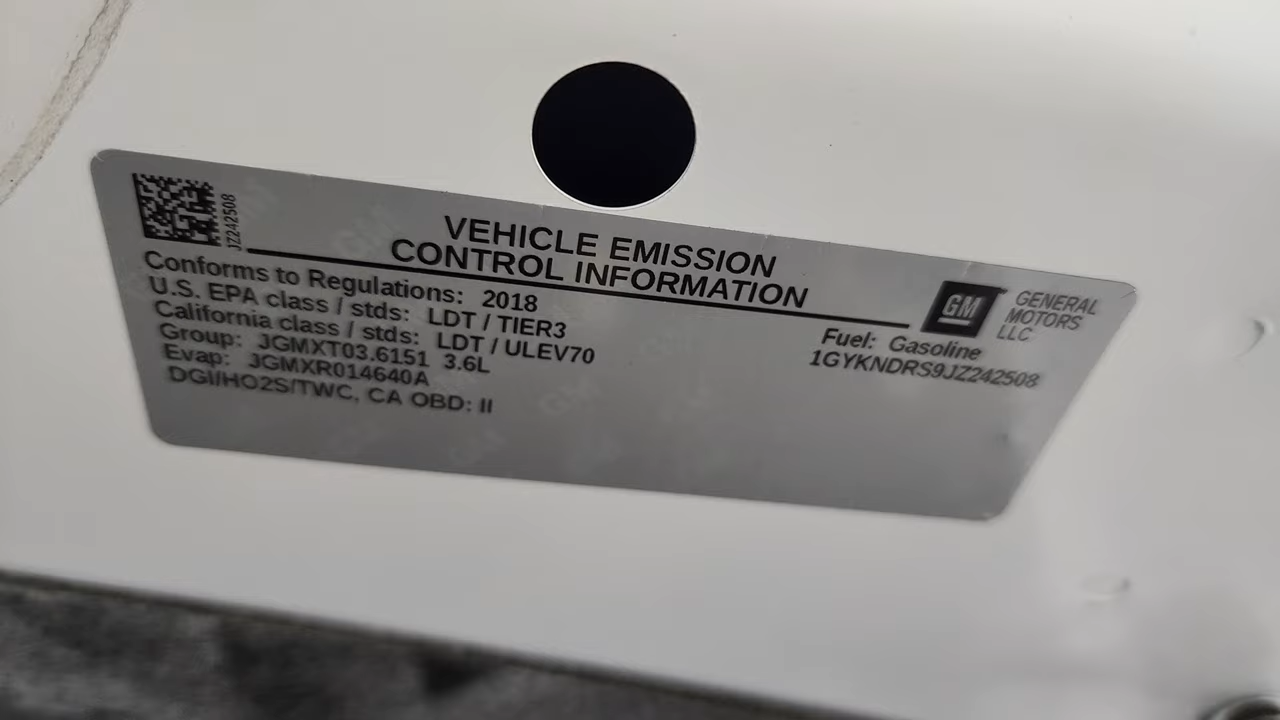 JZ242508
VEHICLE EMISSION
CONTROL INFORMATION
Conforms to Regulations: 2018
U.S. EPA class / stds: LDT / TIER3
California class / stds: LDT / ULEV70
Group: JGMXT03.6151 3.6L
Evap: JGMXR014640A
DGI/HO2S/TWC, CA OBD: II
GM
GENERAL
MOTORS
LLC
Fuel: Gasoline
1GYKNDRS9JZ242508